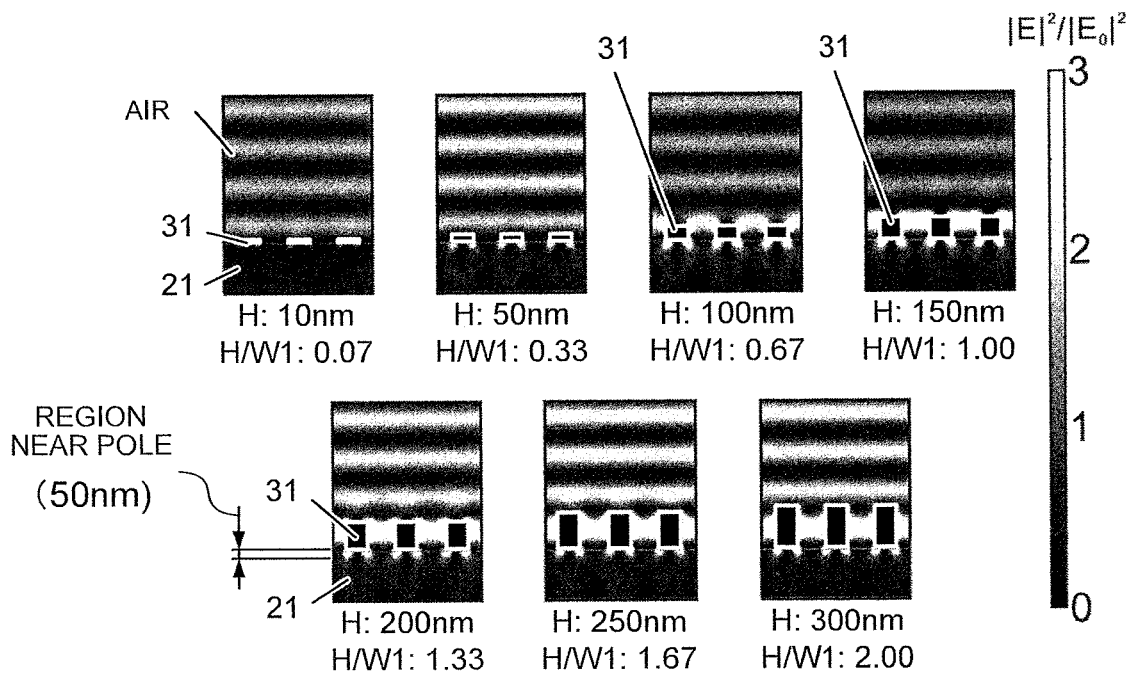 |E|²/|E₀|²
31
31
3
AIR
31
21
2
H: 10nm
H: 50nm
H: 100nm
H: 150nm
H/W1: 0.07
H/W1: 0.33
H/W1: 0.67
H/W1: 1.00
REGION
NEAR POLE
(50nm)
1
31
21
0
H: 200nm
H: 250nm
H: 300nm
H/W1: 1.33
H/W1: 1.67
H/W1: 2.00